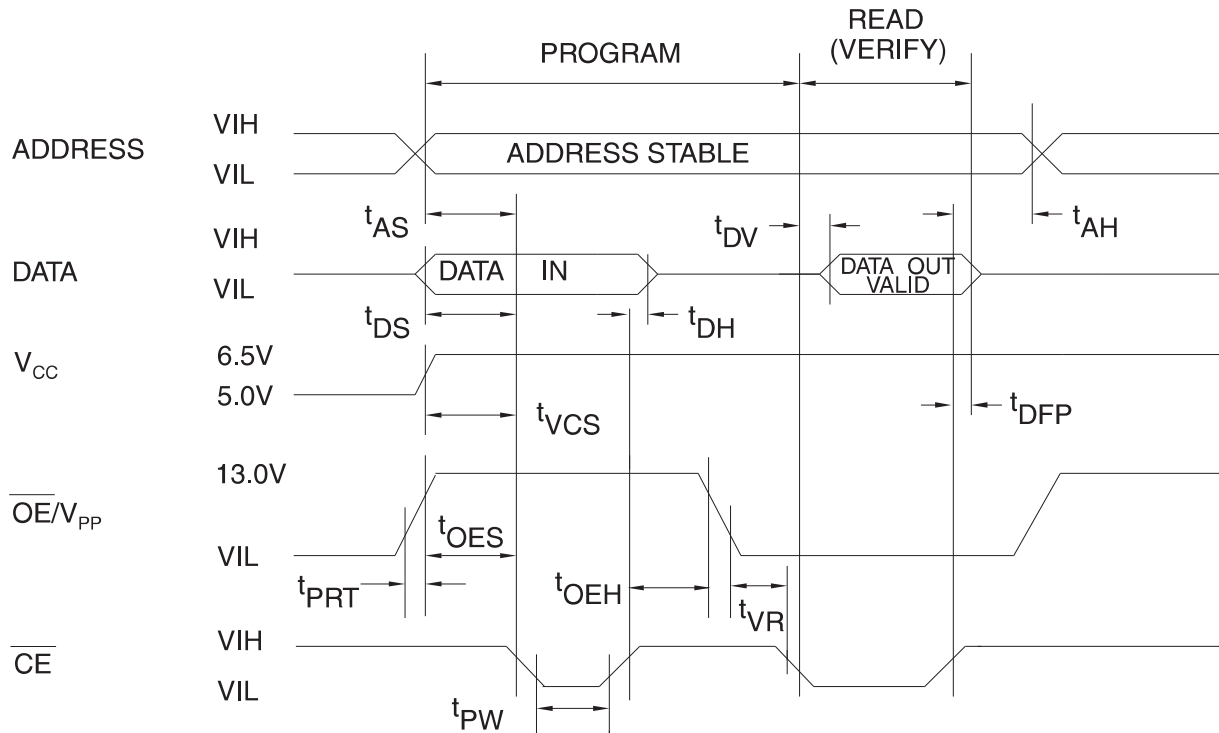 READ
(VERIFY)
PROGRAM
ADDRESS
VIH
VIL
ADDRESS STABLE
tAS
tDV
tAH
DATA
VIH
VIL
DATA IN
DATA OUT
VALID
tDS
tDH
VCC
6.5V
5.0V
tVCS
tDFP
OE/VPP
13.0V
VIL
tOES
tPRT
tOEH
tVR
CE
VIH
VIL
tPW